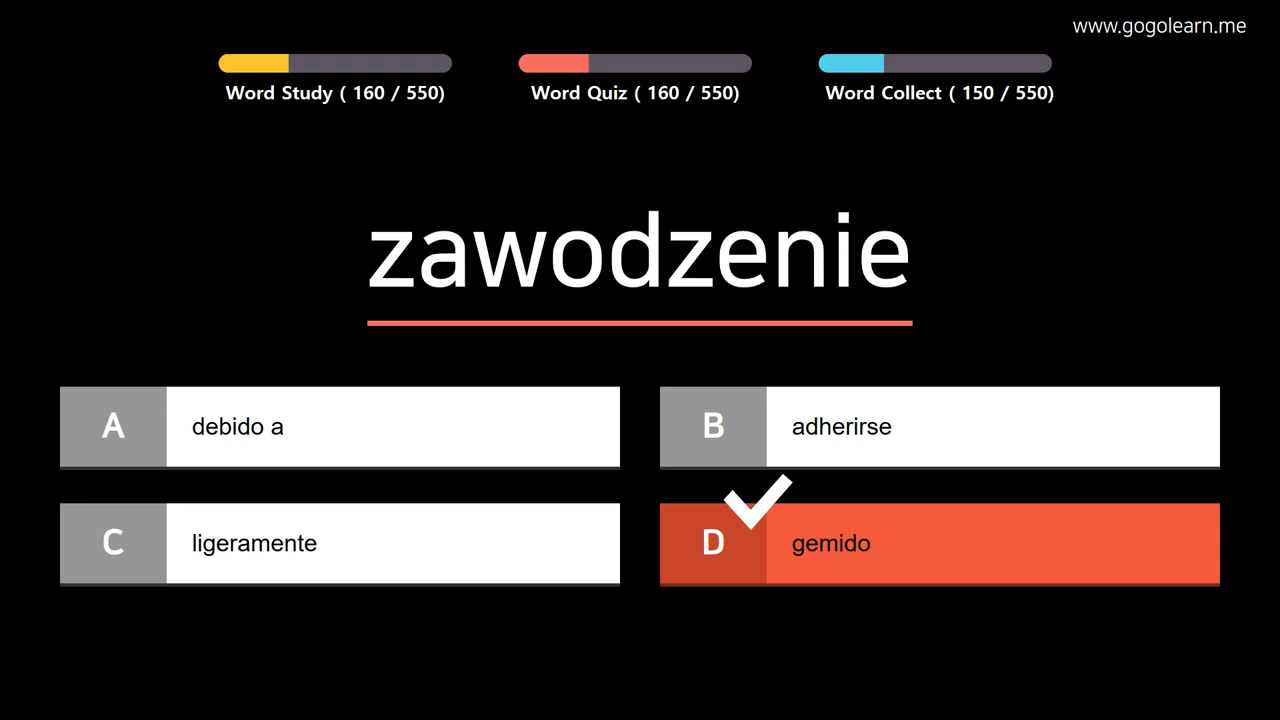 www.gogolearn.me
Word Study ( 160 / 550)
Word Quiz ( 160 / 550)
Word Collect ( 150 / 550)
zawodzenie
A debido a
B adherirse
C ligeramente
D gemido